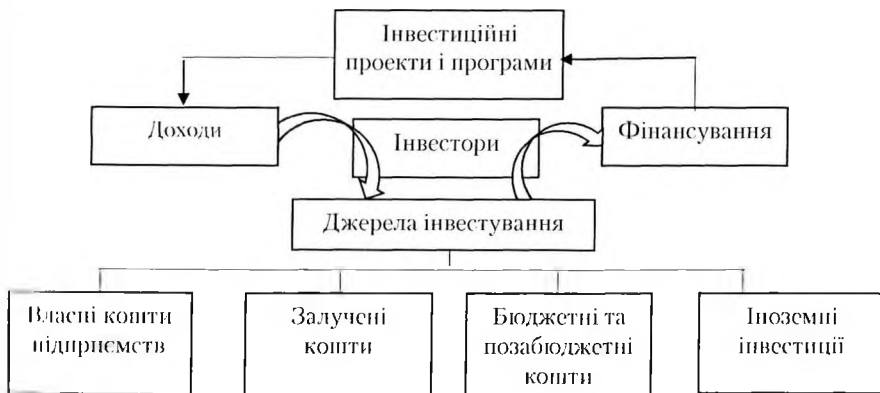 Інвестиційні
проекти і програми
Доходи
Інвестори
Фінансування
Джерела інвестування
Власні кошти
підприємств
Залучені
кошти
Бюджетні та
позабюджетні
кошти
Іноземні
інвестиції